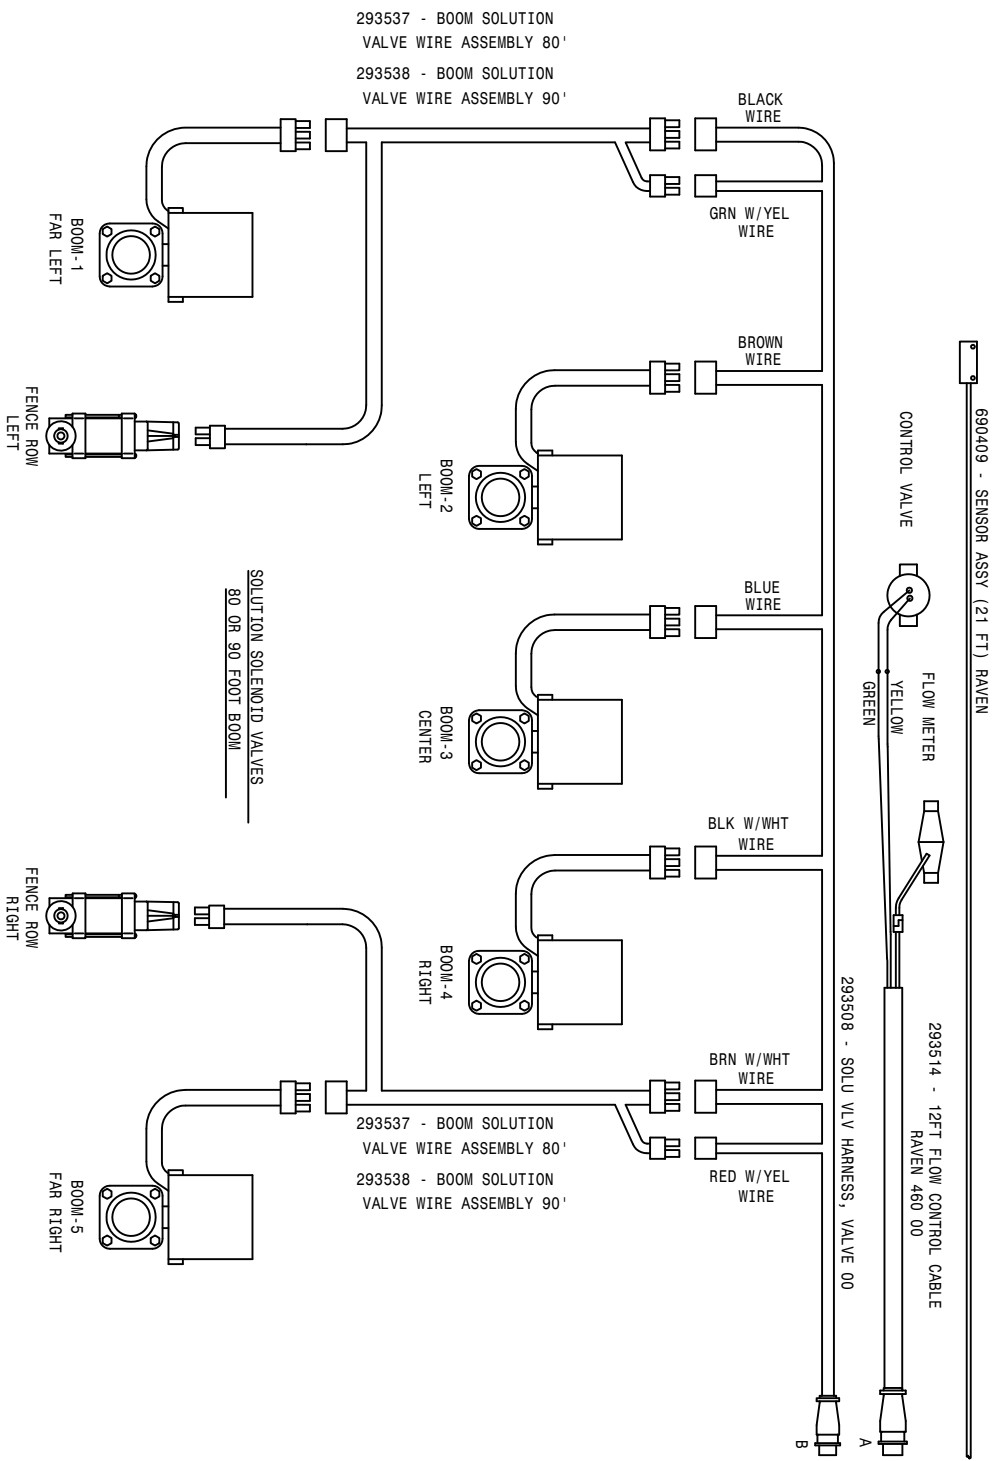 293537 - BOOM SOLUTION
VALVE WIRE ASSEMBLY 80'
293538 - BOOM SOLUTION
VALVE WIRE ASSEMBLY 90'
BLACK
WIRE
GRN W/YEL
WIRE
BOOM-1
FAR LEFT
BROWN
WIRE
FENCE ROW
LEFT
BOOM-2
LEFT
CONTROL VALVE
690409 - SENSOR ASSY (21 FT) RAVEN
BLUE
WIRE
SOLUTION SOLENOID VALVES
80 OR 90 FOOT BOOM
YELLOW
GREEN
FLOW METER
BOOM-3
CENTER
BLK W/WHT
WIRE
FENCE ROW
RIGHT
BOOM-4
RIGHT
293508 - SOLU VLV HARNESS, VALVE 00
293514 - 12FT FLOW CONTROL CABLE
RAVEN 460 00
BRN W/WHT
WIRE
293537 - BOOM SOLUTION
VALVE WIRE ASSEMBLY 80'
293538 - BOOM SOLUTION
VALVE WIRE ASSEMBLY 90'
RED W/YEL
WIRE
BOOM-5
FAR RIGHT
B
A